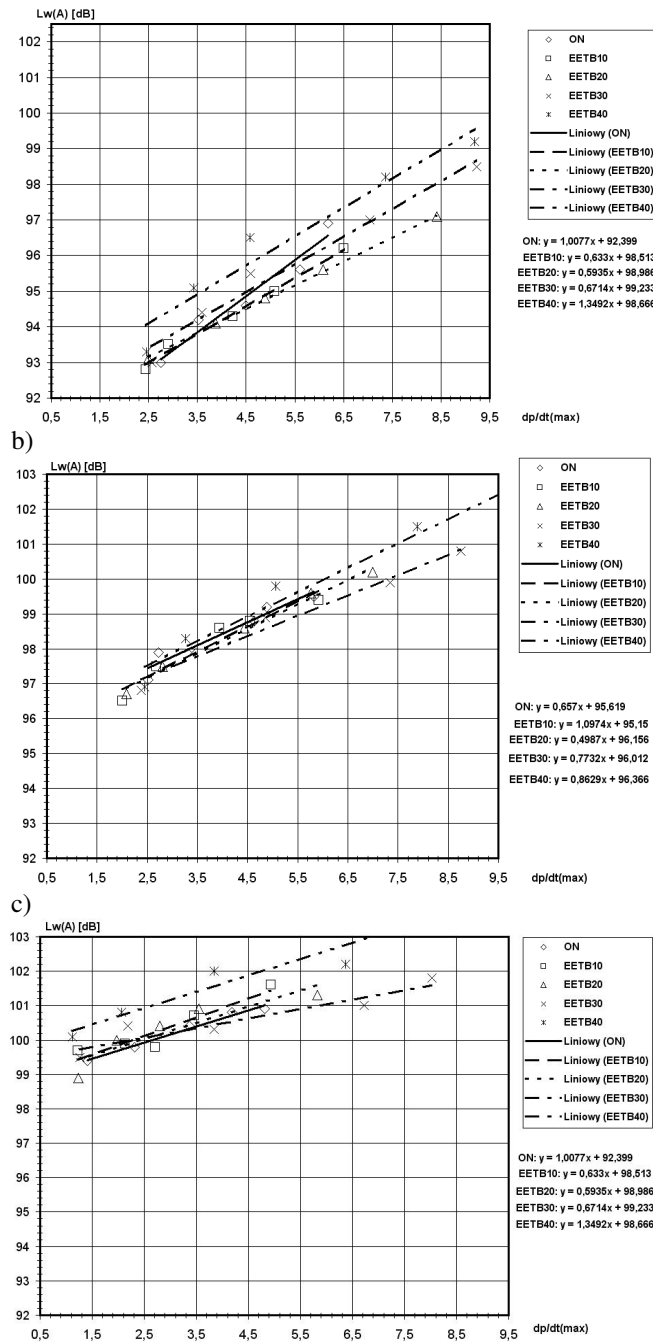 Lw(A) [dB]
102
101
100
99
98
97
96
95
94
93
92
0,5 1,5 2,5 3,5 4,5 5,5 6,5 7,5 8,5 9,5
dp/dt(max)
ON
EETB10
EETB20
EETB30
EETB40
Liniowy (ON)
Liniowy (EETB10)
Liniowy (EETB20)
Liniowy (EETB30)
Liniowy (EETB40)
ON: y = 1,0077x + 92,399
EETB10: y = 0,633x + 98,513
EETB20: y = 0,5935x + 98,986
EETB30: y = 0,6714x + 99,233
EETB40: y = 1,3492x + 98,666
b)
Lw(A) [dB]
103
102
101
100
99
98
97
96
95
94
93
92
0,5 1,5 2,5 3,5 4,5 5,5 6,5 7,5 8,5 9,5
dp/dt(max)
ON
EETB10
EETB20
EETB30
EETB40
Liniowy (ON)
Liniowy (EETB10)
Liniowy (EETB20)
Liniowy (EETB30)
Liniowy (EETB40)
ON: y = 0,657x + 95,619
EETB10: y = 1,0974x + 95,15
EETB20: y = 0,4987x + 96,156
EETB30: y = 0,7732x + 96,012
EETB40: y = 0,8629x + 96,366
c)
Lw(A) [dB]
103
102
101
100
99
98
97
96
95
94
93
92
0,5 1,5 2,5 3,5 4,5 5,5 6,5 7,5 8,5 9,5
dp/dt(max)
ON
EETB10
EETB20
EETB30
EETB40
Liniowy (ON)
Liniowy (EETB10)
Liniowy (EETB20)
Liniowy (EETB30)
Liniowy (EETB40)
ON: y = 1,0077x + 92,399
EETB10: y = 0,633x + 98,513
EETB20: y = 0,5935x + 98,986
EETB30: y = 0,6714x + 99,233
EETB40: y = 1,3492x + 98,666